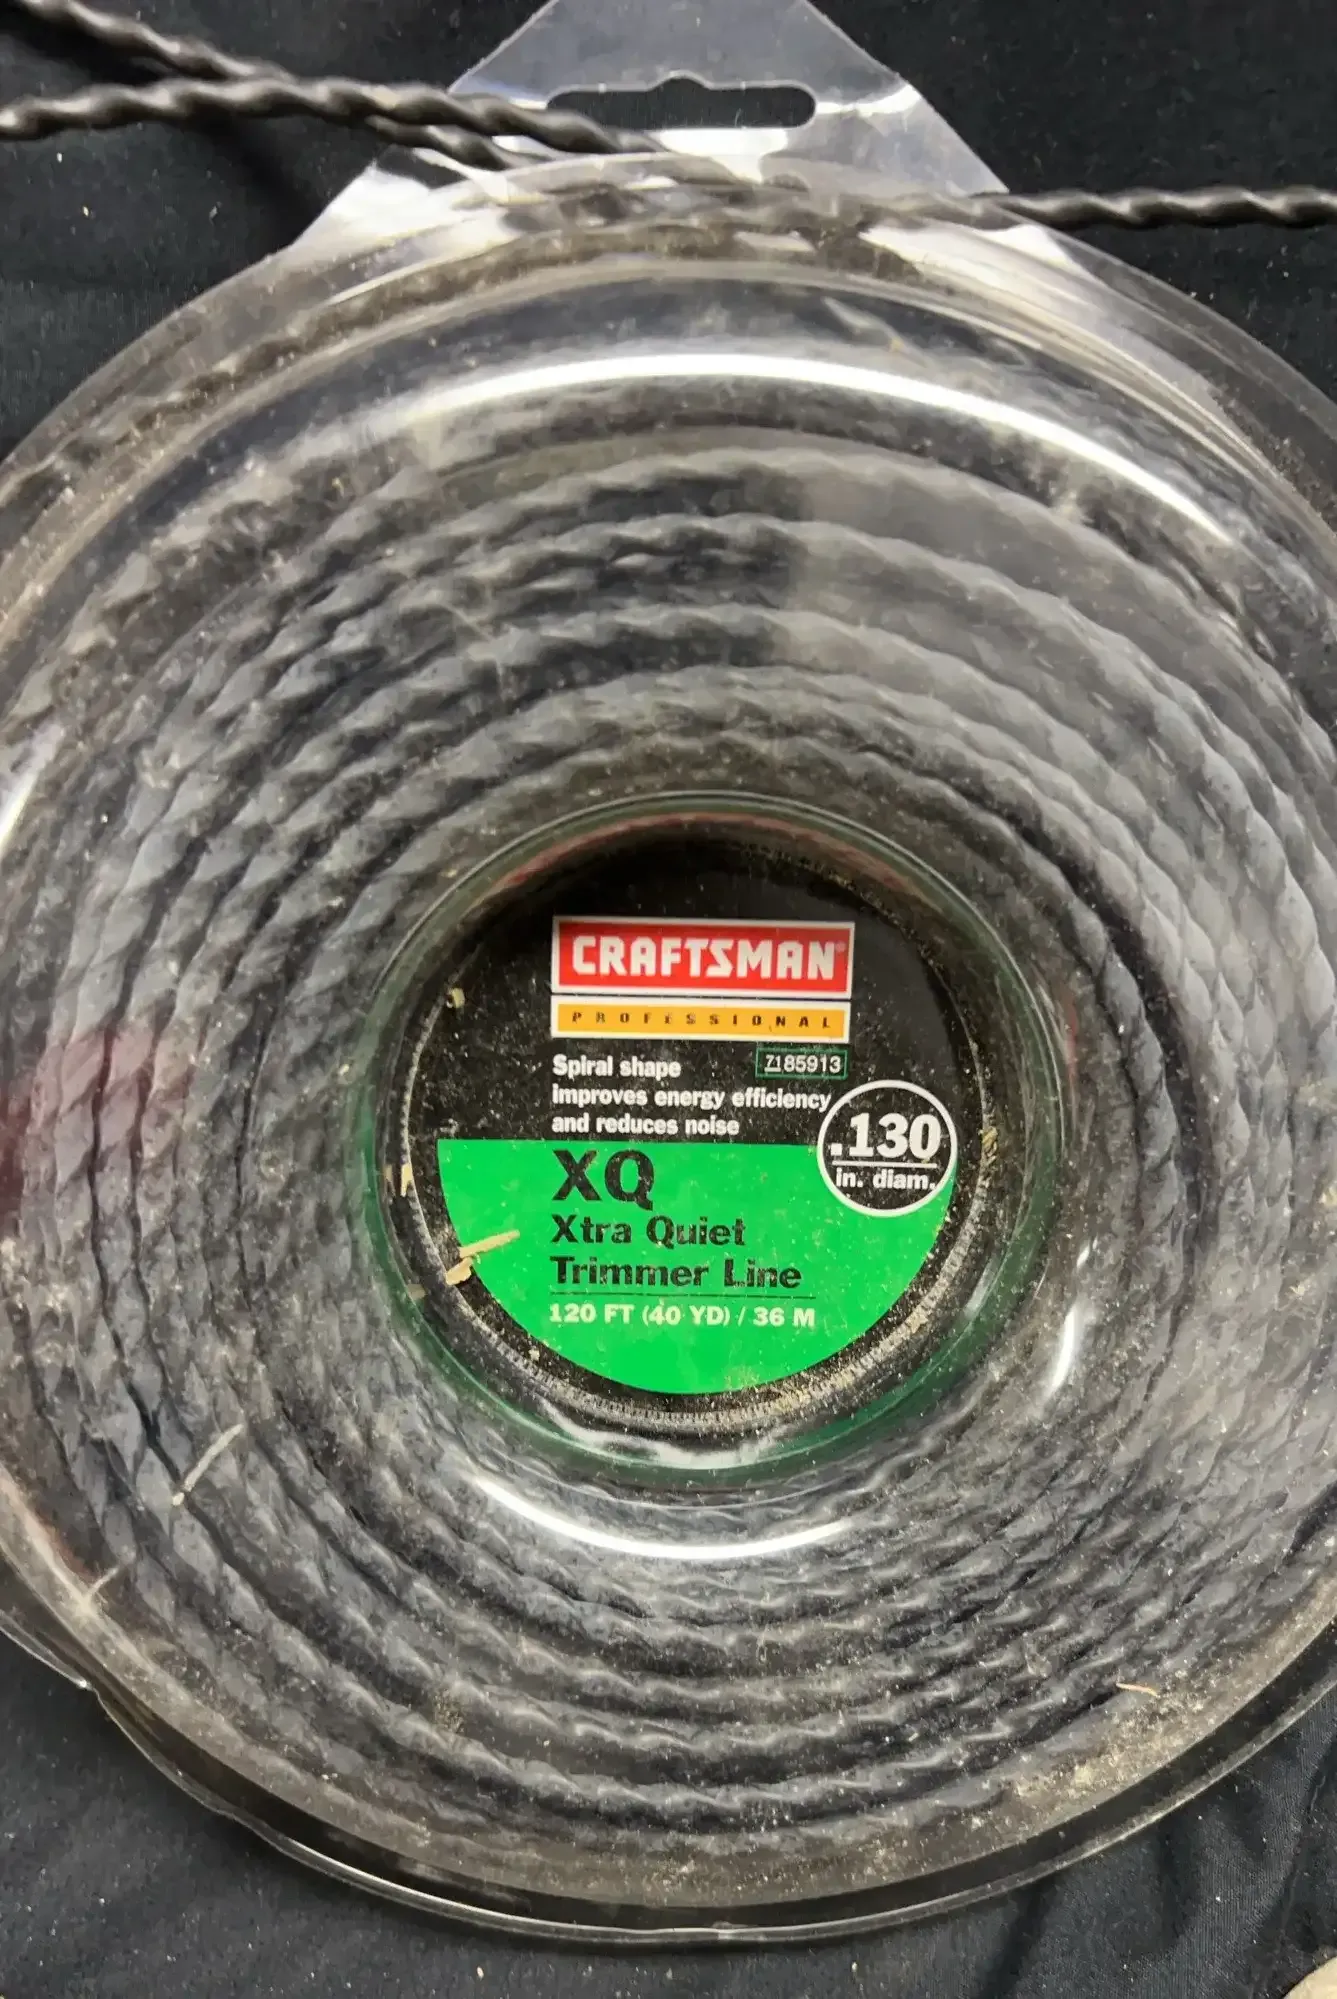 CRAFTSMAN®
PROFESSIONAL
Spiral shape
7185913
improves energy efficiency
and reduces noise
.130
in. diam.
XQ
Xtra Quiet
Trimmer Line
120 FT (40 YD) / 36 M